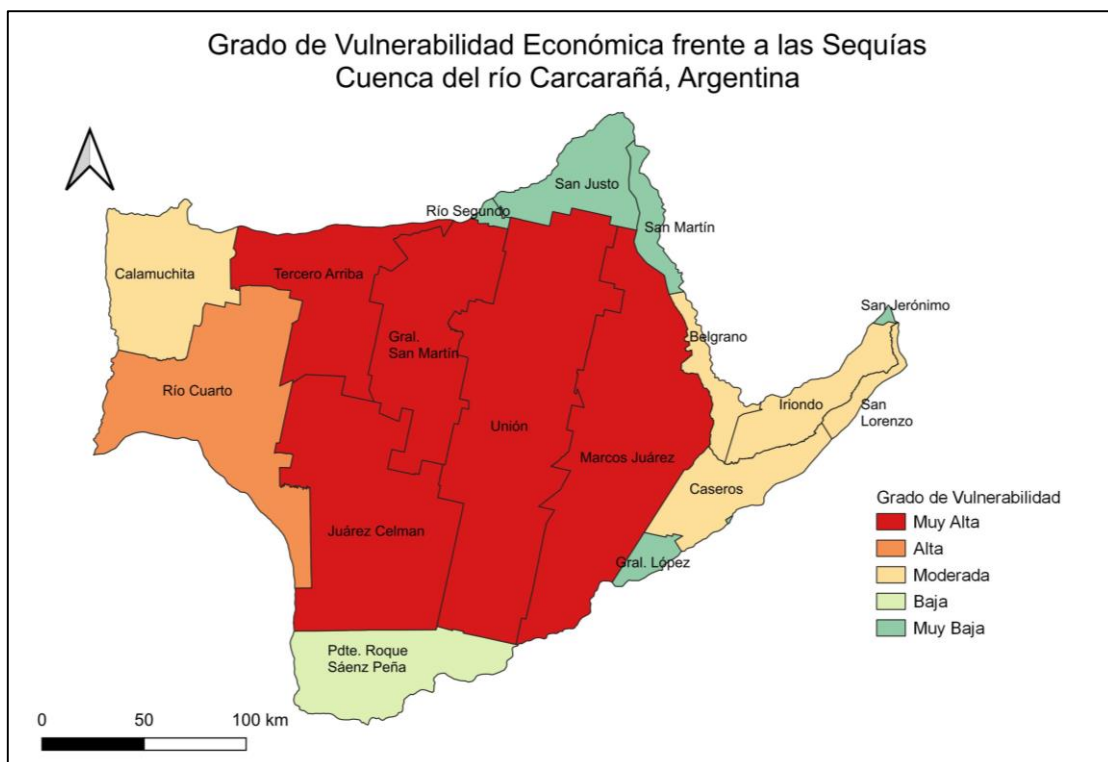 Grado de Vulnerabilidad Económica frente a las Sequías
Cuenca del río Carcarañá, Argentina
San Justo
Río Segundo
San Martín
Calamuchita
Tercero Arriba
San Jerónimo
Gral.
San Martín
Belgrano
Río Cuarto
Iriondo
San
Lorenzo
Unión
Marcos Juárez
Caseros
Juárez Celman
Gral. López
Pdte. Roque
Sáenz Peña
Grado de Vulnerabilidad
Muy Alta
Alta
Moderada
Baja
Muy Baja
0 50 100 km